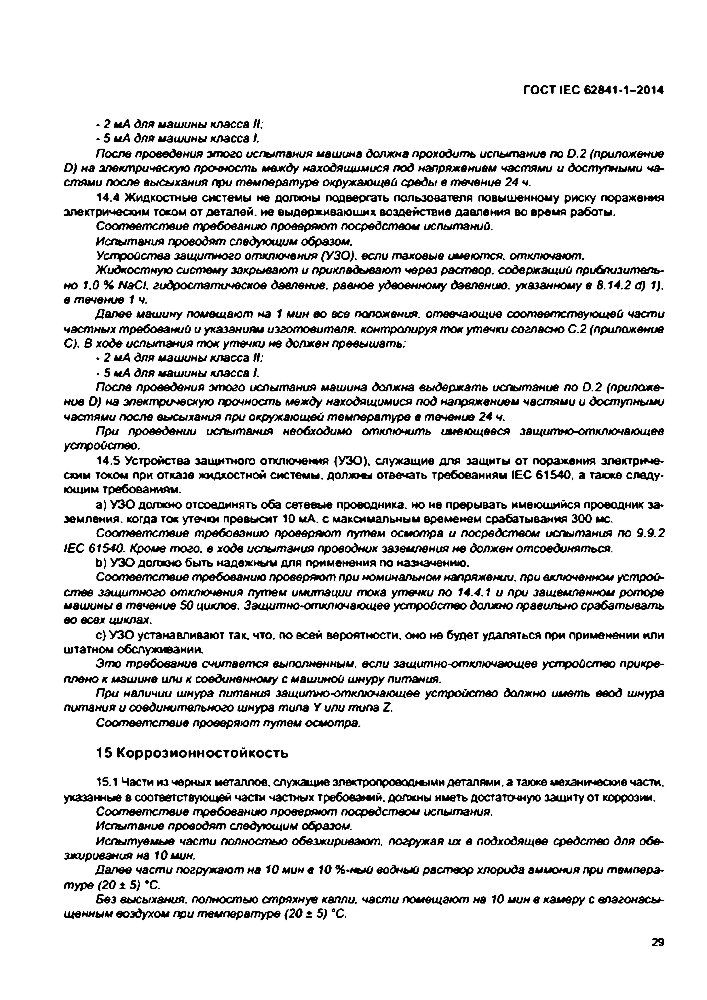 ГОСТ IEC 62841-1–2014
- 2 мА для машины класса II;
- 5 мА для машины класса I.
После проведения этого испытания машина должна проходить испытание по D.2 (приложение
D) на электрическую прочность между находящимися под напряжением частями и доступными ча-
стями после высыхания при температуре окружающей среды в течение 24 ч.
14.4 Жидкостные системы не должны подвергать пользователя повышенному риску поражения
электрическим током от деталей, не выдерживающих воздействие давления во время работы.
Соответствие требованию проверяют посредством испытаний.
Испытания проводят следующим образом.
Устройства защитного отключения (УЗО), если таковые имеются, отключают.
Жидкостную систему закрывают и прикладывают через раствор, содержащий приблизитель-
но 1,0 % NaCl, гидростатическое давление, равное удвоенному давлению, указанному в 8.14.2 d) 1),
в течение 1 ч.
Далее машину помещают на 1 мин во все положения, отвечающие соответствующей части
частных требований и указаниям изготовителя, контролируя ток утечки согласно С.2 (приложение
С). В ходе испытания ток утечки не должен превышать:
- 2 мА для машины класса II;
- 5 мА для машины класса I.
После проведения этого испытания машина должна выдержать испытание по D.2 (приложе-
ние D) на электрическую прочность между находящимися под напряжением частями и доступными
частями после высыхания при окружающей температуре в течение 24 ч.
При проведении испытания необходимо отключить имеющееся защитно-отключающее
устройство.
14.5 Устройства защитного отключения (УЗО), служащие для защиты от поражения электриче-
ским током при отказе жидкостной системы, должны отвечать требованиям IEC 61540, а также следу-
ющим требованиям.
a) УЗО должно отсоединять оба сетевые проводника, но не прерывать имеющийся проводник за-
земления, когда ток утечки превысит 10 мА, с максимальным временем срабатывания 300 мс.
Соответствие требованию проверяют путем осмотра и посредством испытания по 9.9.2
IEC 61540. Кроме того, в ходе испытания проводник заземления не должен отсоединяться.
b) УЗО должно быть надежным для применения по назначению.
Соответствие требованию проверяют при номинальном напряжении, при включенном устрой-
стве защитного отключения путем имитации тока утечки по 14.4.1 и при защемленном роторе
машины в течение 50 циклов. Защитно-отключающее устройство должно правильно срабатывать
во всех циклах.
c) УЗО устанавливают так, что, по всей вероятности, оно не будет удаляться при применении или
штатном обслуживании.
Это требование считается выполненным, если защитно-отключающее устройство прикре-
плено к машине или к соединенному с машиной шнуру питания.
При наличии шнура питания защитно-отключающее устройство должно иметь ввод шнура
питания и соединительного шнура типа Y или типа Z.
Соответствие проверяют путем осмотра.
15 Коррозионностойкость
15.1 Части из черных металлов, служащие электропроводными деталями, а также механические части,
указанные в соответствующей части частных требований, должны иметь достаточную защиту от коррозии.
Соответствие требованию проверяют посредством испытания.
Испытание проводят следующим образом.
Испытуемые части полностью обезжиривают, погружая их в подходящее средство для обе-
зжиривания на 10 мин.
Далее части погружают на 10 мин в 10 %-ный водный раствор хлорида аммония при темпера-
туре (20 ± 5) °С.
Без высыхания, полностью стряхнув капли, части помещают на 10 мин в камеру с влагонасы-
щенным воздухом при температуре (20 ± 5) °С.
29